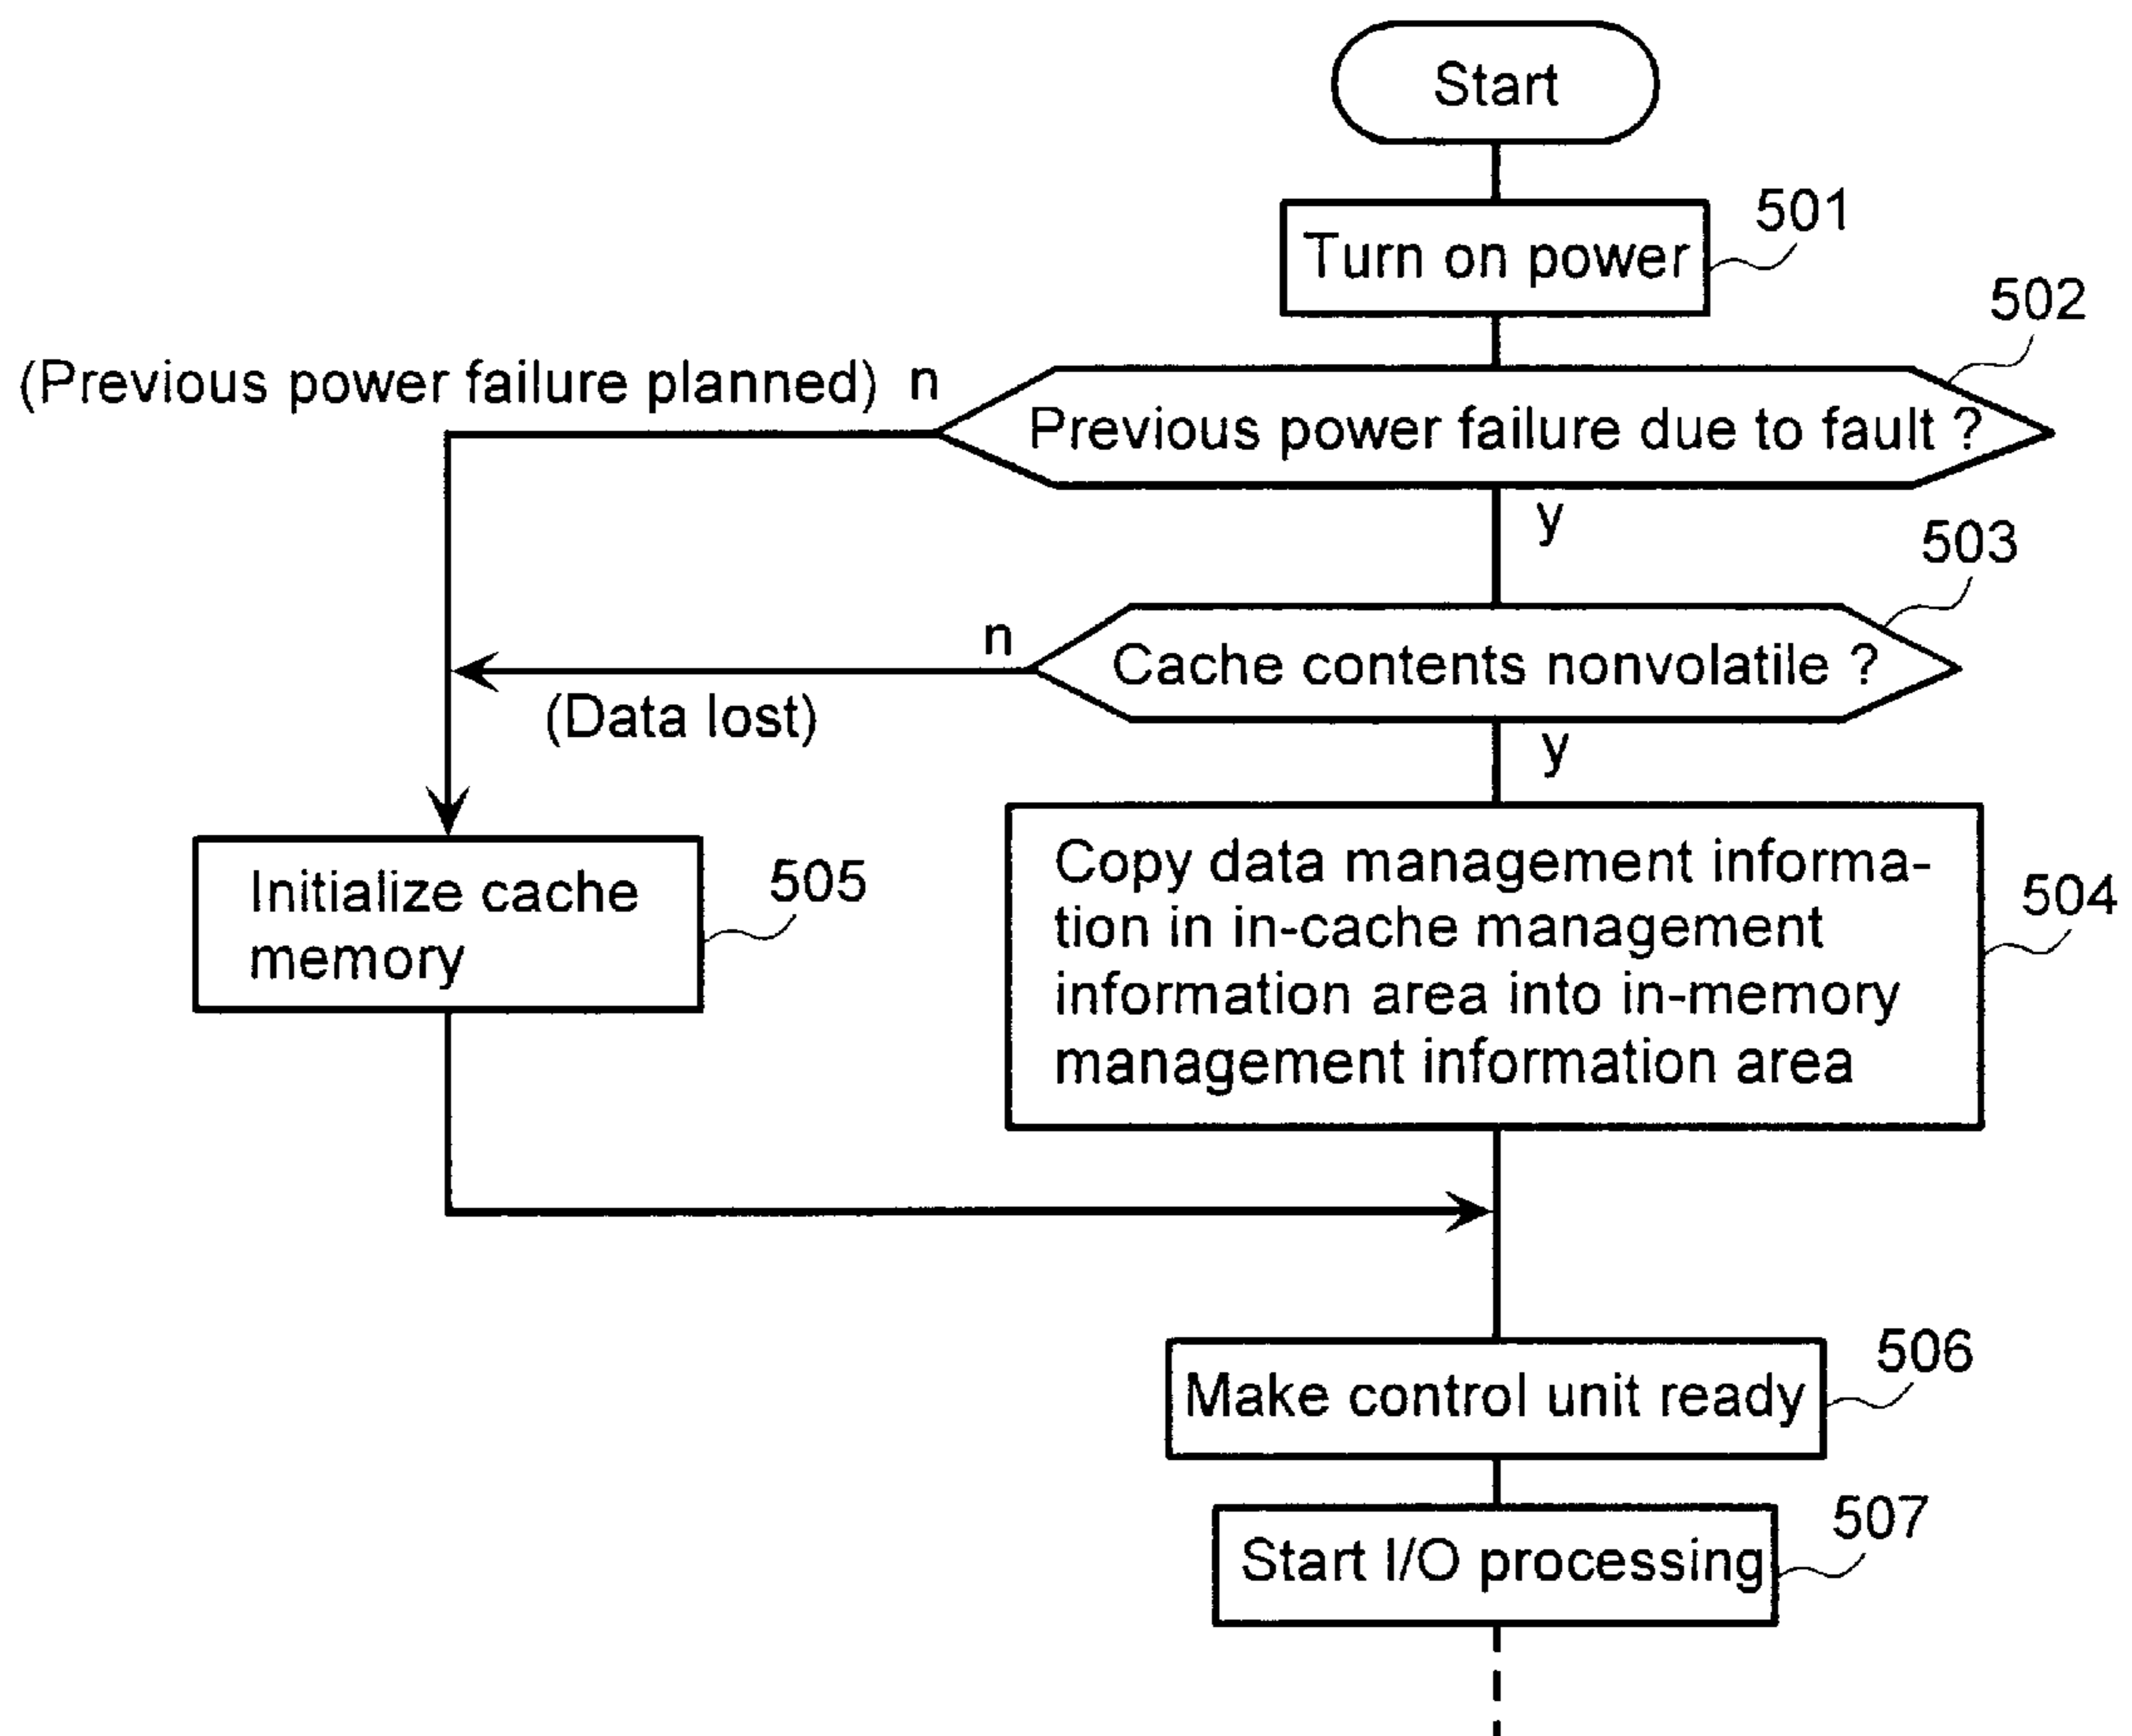 Start
501
Turn on power
502
(Previous power failure planned) n
Previous power failure due to fault ?
y
503
n
Cache contents nonvolatile ?
(Data lost)
y
Copy data management informa-
tion in in-cache management
information area into in-memory
management information area
504
Initialize cache
memory
505
506
Make control unit ready
507
Start I/O processing